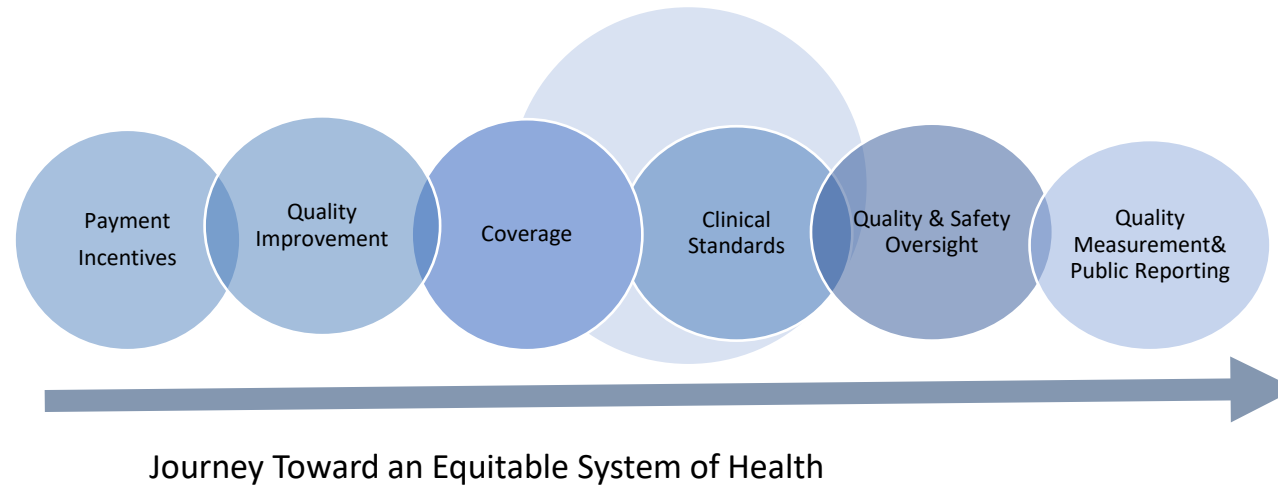 Payment
Incentives
Quality
Improvement
Coverage
Clinical
Standards
Quality & Safety
Oversight
Quality
Measurement&
Public Reporting
Journey Toward an Equitable System of Health